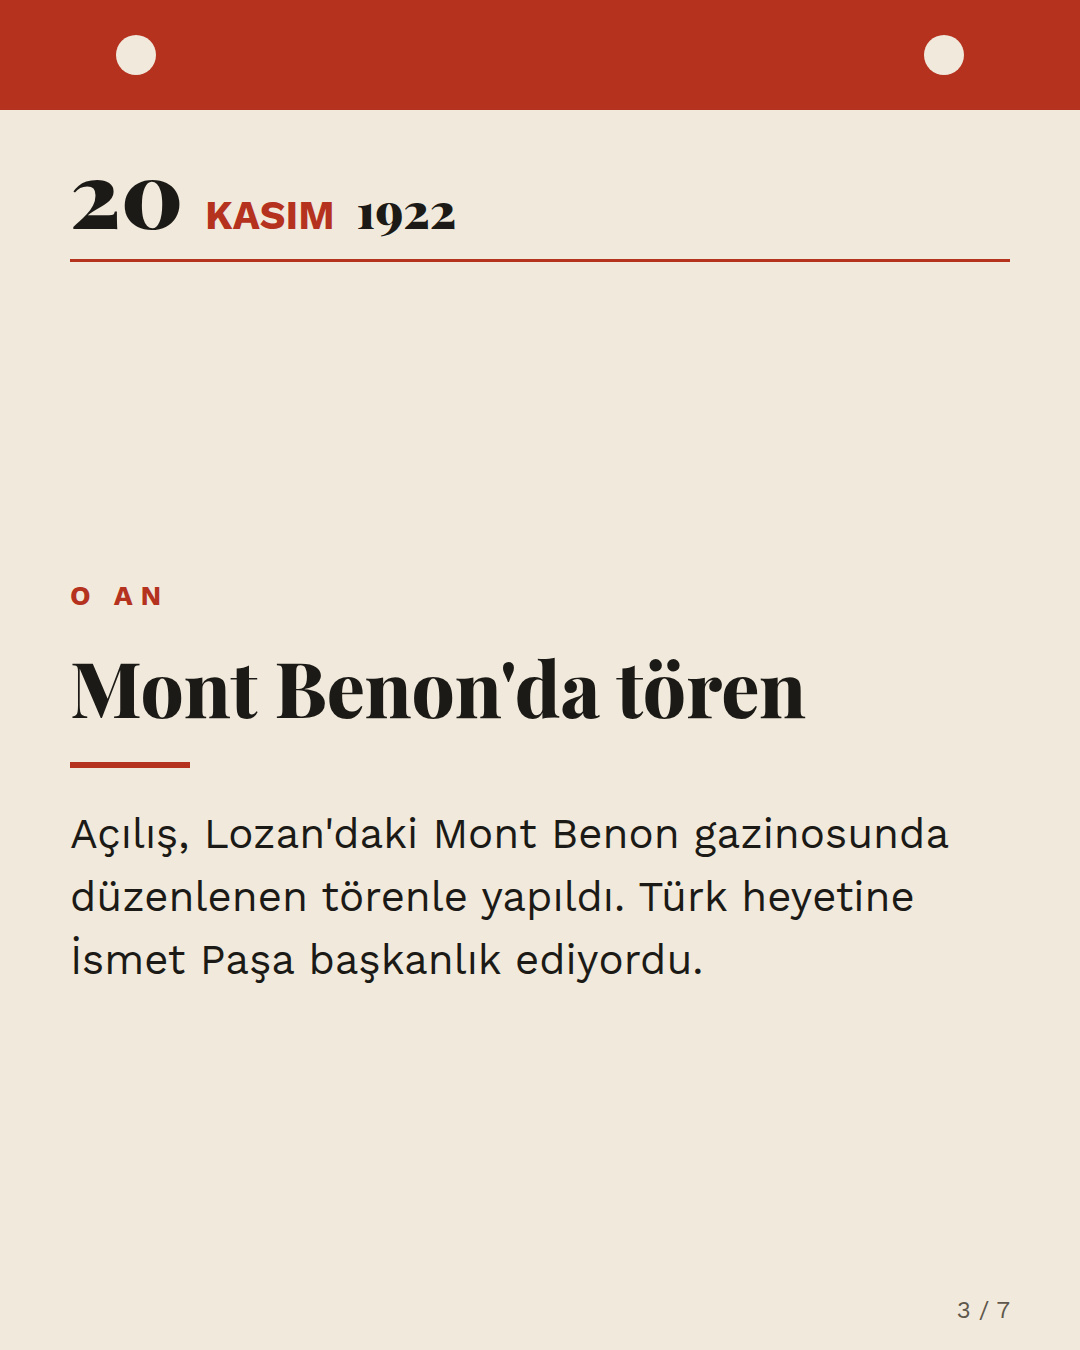 20 KASIM 1922
O AN
Mont Benon'da tören
Açılış, Lozan'daki Mont Benon gazinosunda
düzenlenen törenle yapıldı. Türk heyetine
İsmet Paşa başkanlık ediyordu.
3 / 7